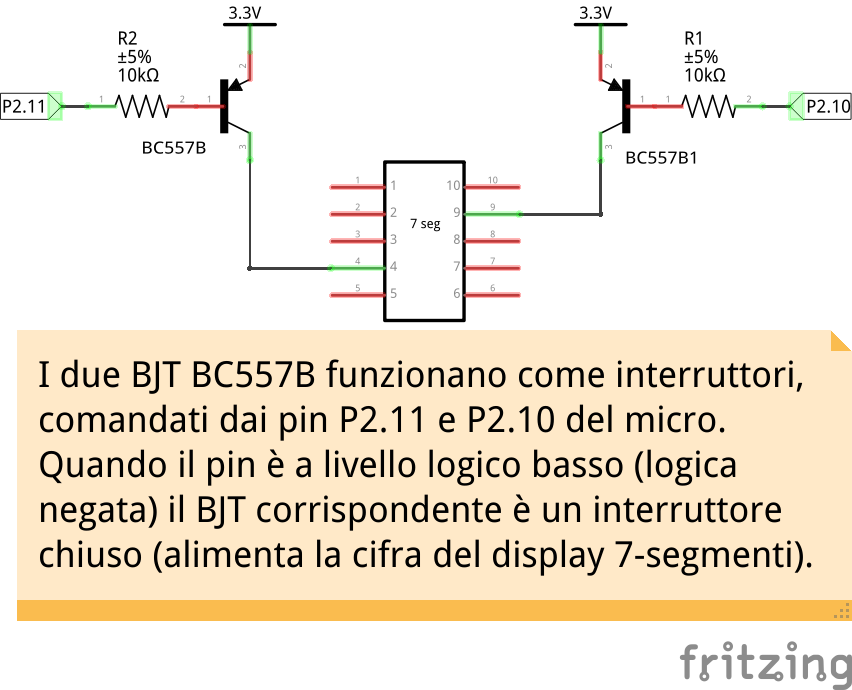 3.3V
3.3V
R2
±5%
10kΩ
R1
±5%
10kΩ
P2.11
1
2
1
2
3
BC557B
2
1
1
2
3
P2.10
BC557B1
7 seg
1 1
2 2
3 3
4 4
5 5
10 10
9 9
8 8
7 7
6 6
I due BJT BC557B funzionano come interruttori,
comandati dai pin P2.11 e P2.10 del micro.
Quando il pin è a livello logico basso (logica
negata) il BJT corrispondente è un interruttore
chiuso (alimenta la cifra del display 7-segmenti).
fritzing